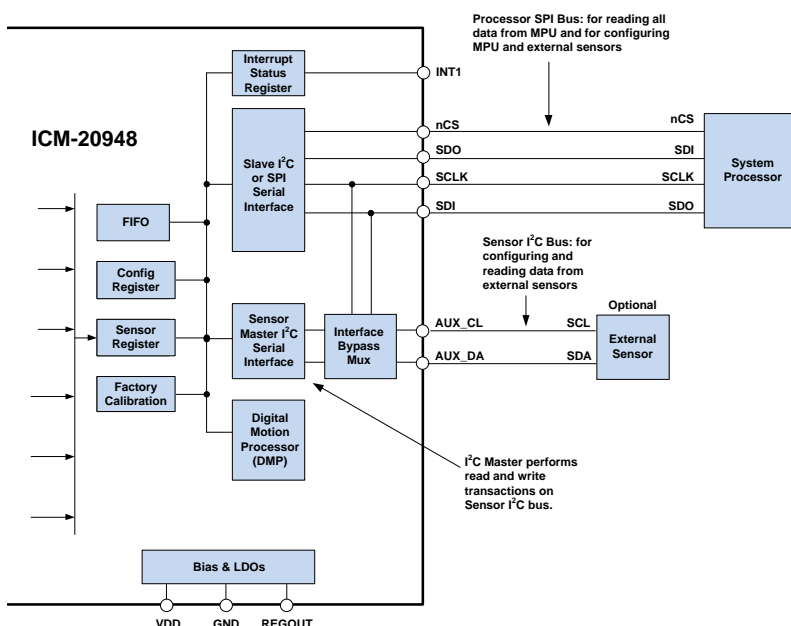 Processor SPI Bus: for reading all
data from MPU and for configuring
MPU and external sensors
Interrupt
Status
Register
INT1
ICM-20948
Slave I²C
or SPI
Serial
Interface
nCS
SDO
SCLK
SDI
nCS
SDI
SCLK
SDO
System
Processor
FIFO
Config
Register
Sensor
Register
Factory
Calibration
Sensor I²C Bus: for
configuring and
reading data from
external sensors
Sensor
Master I²C
Serial
Interface
Interface
Bypass
Mux
AUX_CL
AUX_DA
SCL
SDA
Optional
External
Sensor
Digital
Motion
Processor
(DMP)
I²C Master performs
read and write
transactions on
Sensor I²C bus.
Bias & LDOs
VDD
GND
REGOUT